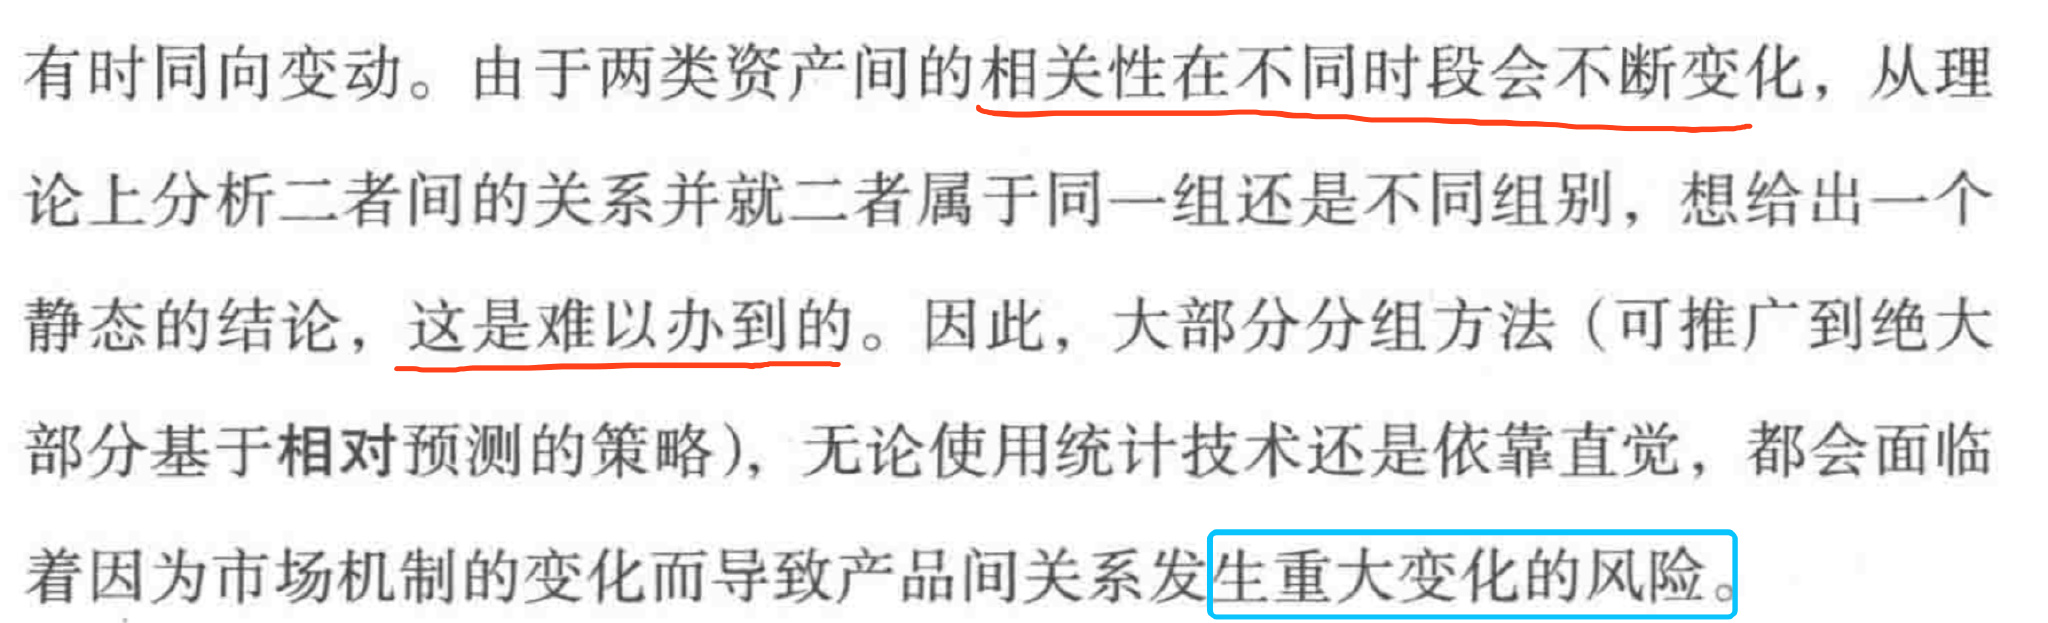 有时同向变动。由于两类资产间的相关性在不同时段会不断变化，从理
论上分析二者间的关系并就二者属于同一组还是不同组别，想给出一个
静态的结论，这是难以办到的。因此，大部分分组方法（可推广到绝大
部分基于相对预测的策略），无论使用统计技术还是依靠直觉，都会面临
着因为市场机制的变化而导致产品间关系发生重大变化的风险。